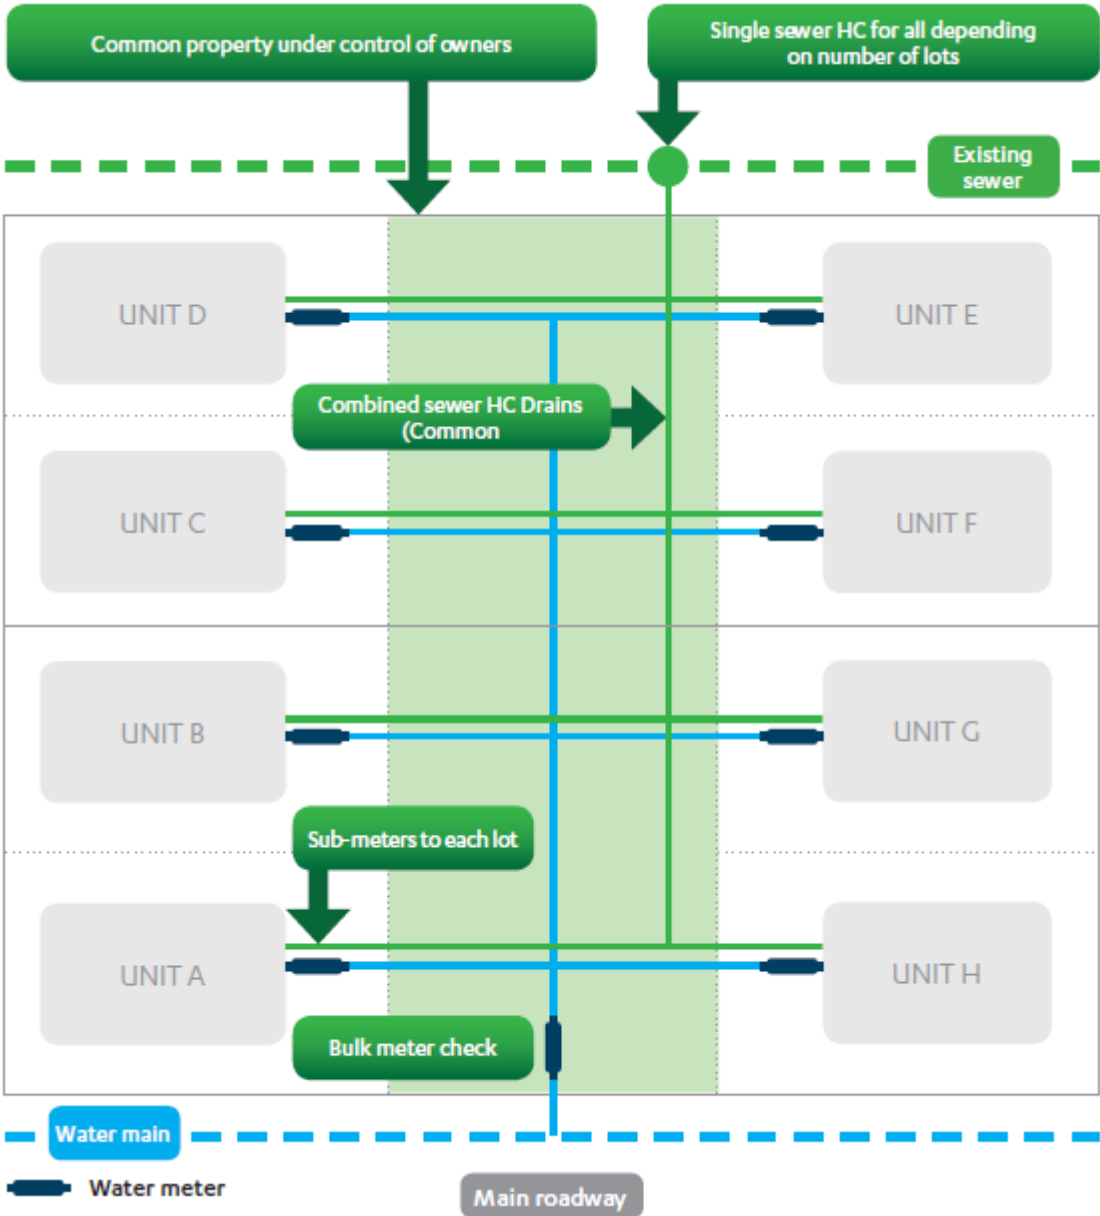 Common property under control of owners
Single sewer HC for all depending
on number of lots
Existing
sewer
UNIT D
UNIT E
Combined sewer HC Drains
(Common
UNIT C
UNIT F
UNIT B
UNIT G
Sub-meters to each lot
UNIT A
UNIT H
Bulk meter check
Water main
Water meter
Main roadway